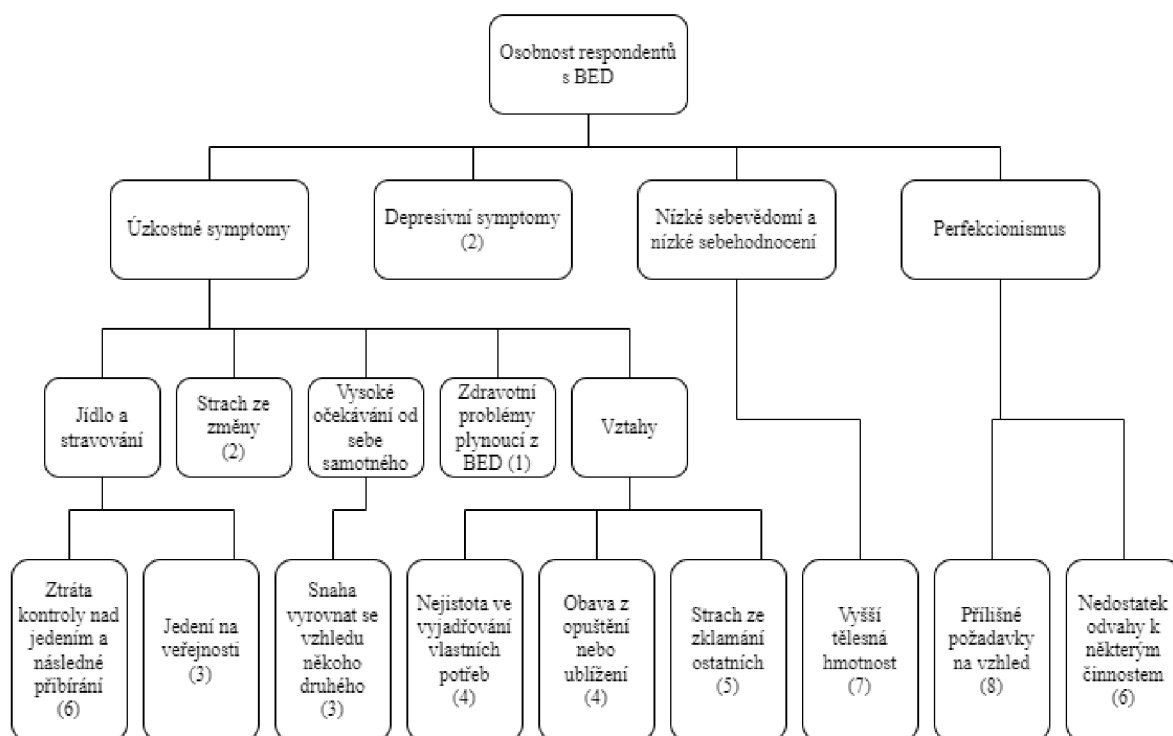 Osobnost respondentů
s BED
Úzkostné symptomy
Depresivní symptomy
(2)
Nízké sebevědomí a
nízké sebehodnocení
Perfekcionismus
Jídlo a
stravování
Strach ze
změny
(2)
Vysoké
očekávání od
sebe
samotného
Zdravotní
problémy
plynoucí z
BED (1)
Vztahy
Ztráta
kontroly nad
jedením a
následné
přibírání
(6)
Jedení na
veřejnosti
(3)
Snaha
vyrovnat se
vzhledu
někoho
druhého
(3)
Nejistota ve
vyjadřování
vlastních
potřeb
(4)
Obava z
opuštění
nebo
ublížení
(4)
Strach ze
zklamání
ostatních
(5)
Vyšší
tělesná
hmotnost
(7)
Přílišné
požadavky
na vzhled
(8)
Nedostatek
odvahy k
některým
činnostem
(6)